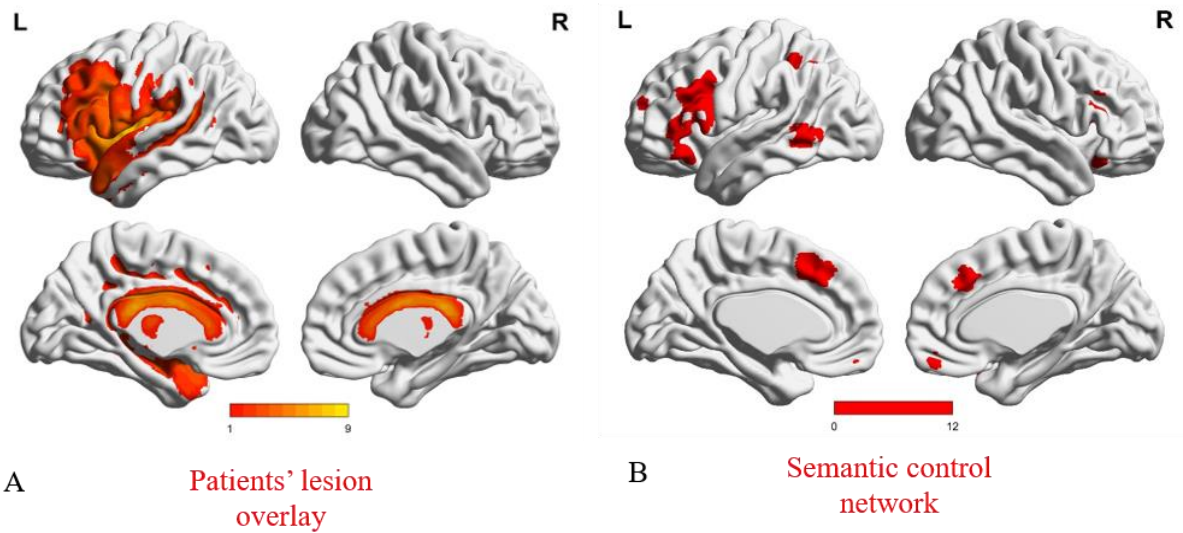 L
R
L
R
1
9
0
12
A
Patients’ lesion
overlay
B
Semantic control
network